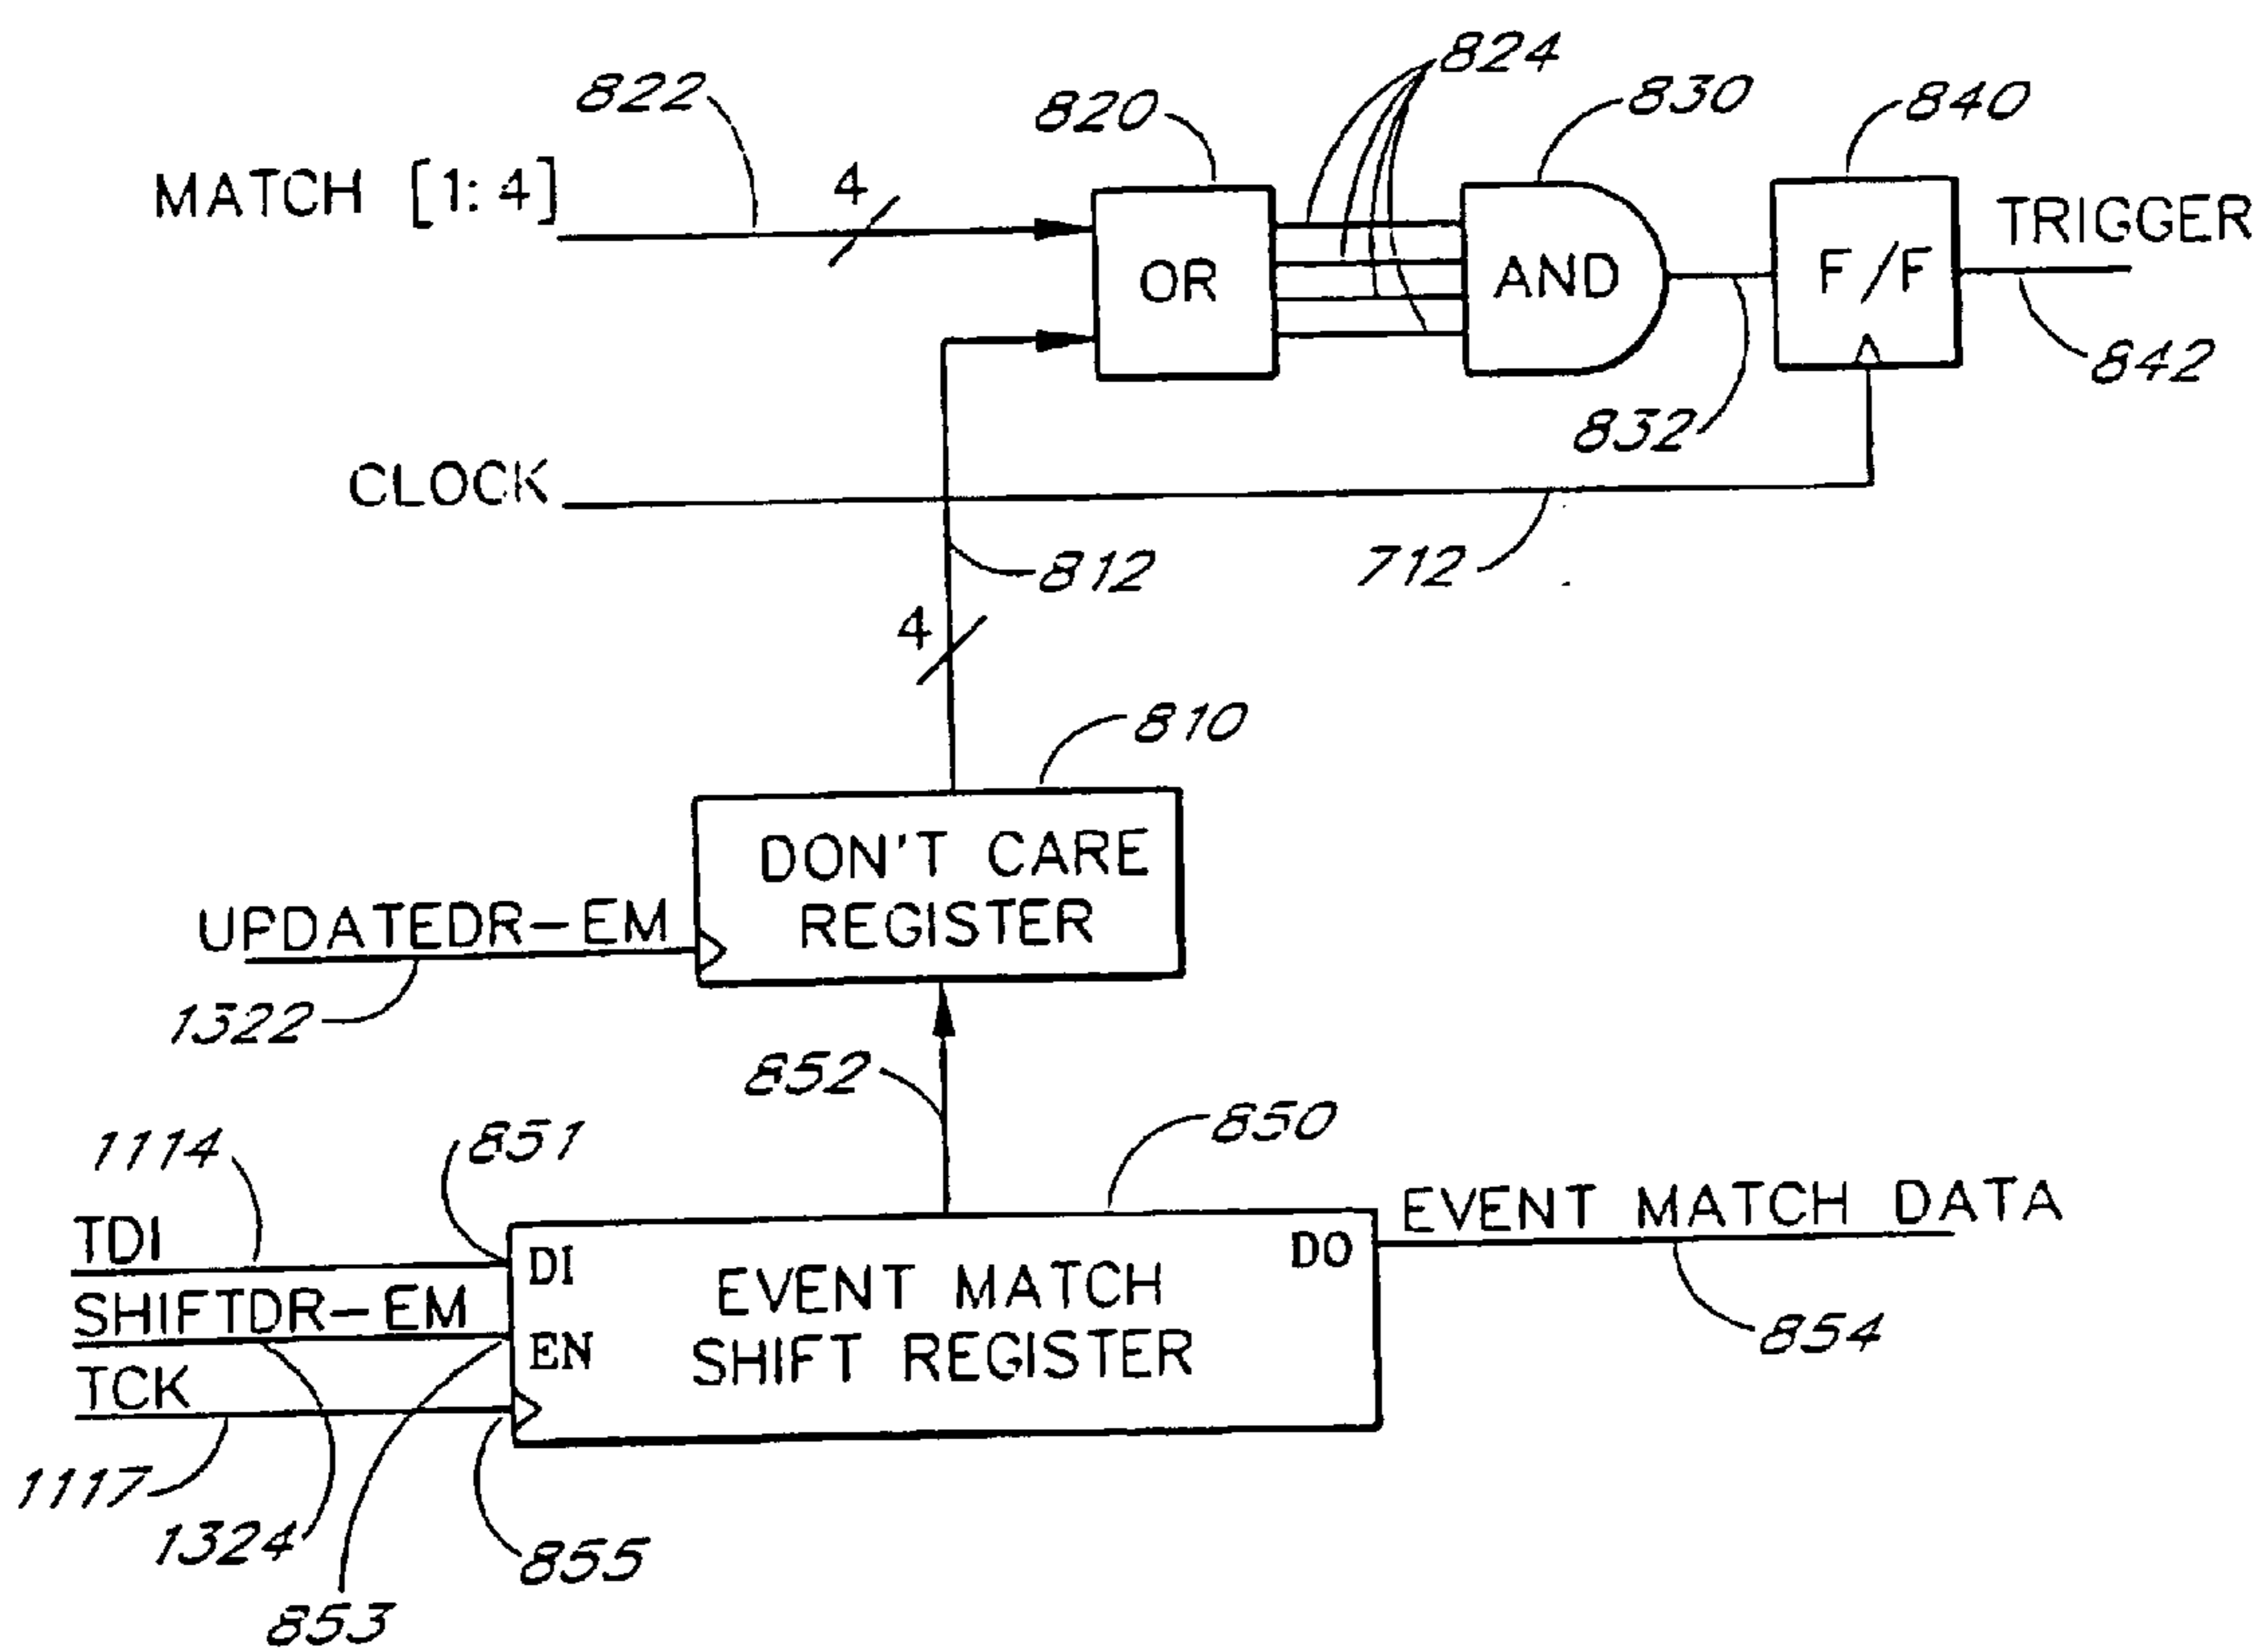 824
822
820
830
840
MATCH [1:4]
4
OR
AND
F/F
TRIGGER
842
832
CLOCK
812
712
4
810
DON'T CARE
REGISTER
UPDATEDR-EM
1322
852
850
1114
851
TDI
DI
DO
EVENT MATCH DATA
SHIFTDR-EM
EN
EVENT MATCH
SHIFT REGISTER
854
TCK
1117
1324
855
853